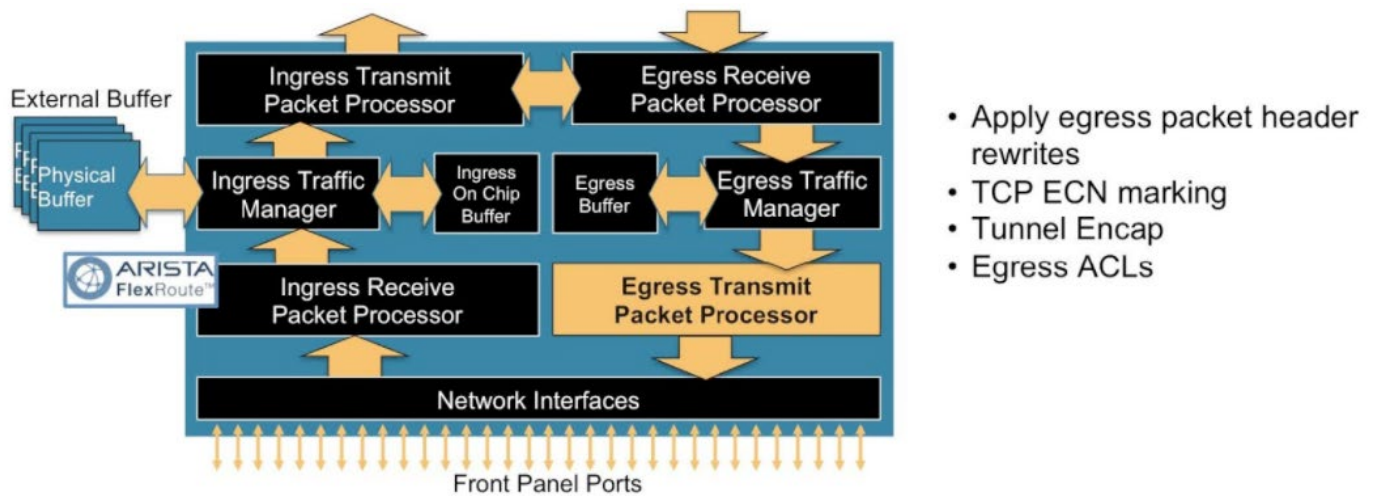 Ingress Transmit
Packet Processor
Egress Receive
Packet Processor
External Buffer
Physical
Buffer
Ingress Traffic
Manager
Ingress
On Chip
Buffer
Egress
Buffer
Egress Traffic
Manager
ARISTA
FlexRoute™
Ingress Receive
Packet Processor
Egress Transmit
Packet Processor
Network Interfaces
Front Panel Ports
• Apply egress packet header
rewrites
• TCP ECN marking
• Tunnel Encap
• Egress ACLs